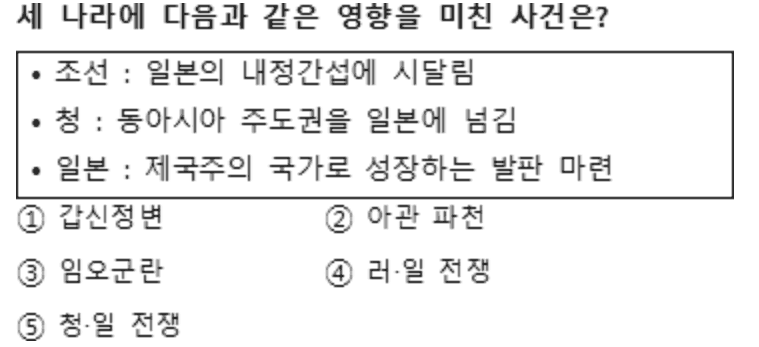 세 나라에 다음과 같은 영향을 미친 사건은?
• 조선 : 일본의 내정간섭에 시달림
• 청 : 동아시아 주도권을 일본에 넘김
• 일본 : 제국주의 국가로 성장하는 발판 마련
① 갑신정변 ② 아관 파천
③ 임오군란 ④ 러·일 전쟁
⑤ 청·일 전쟁